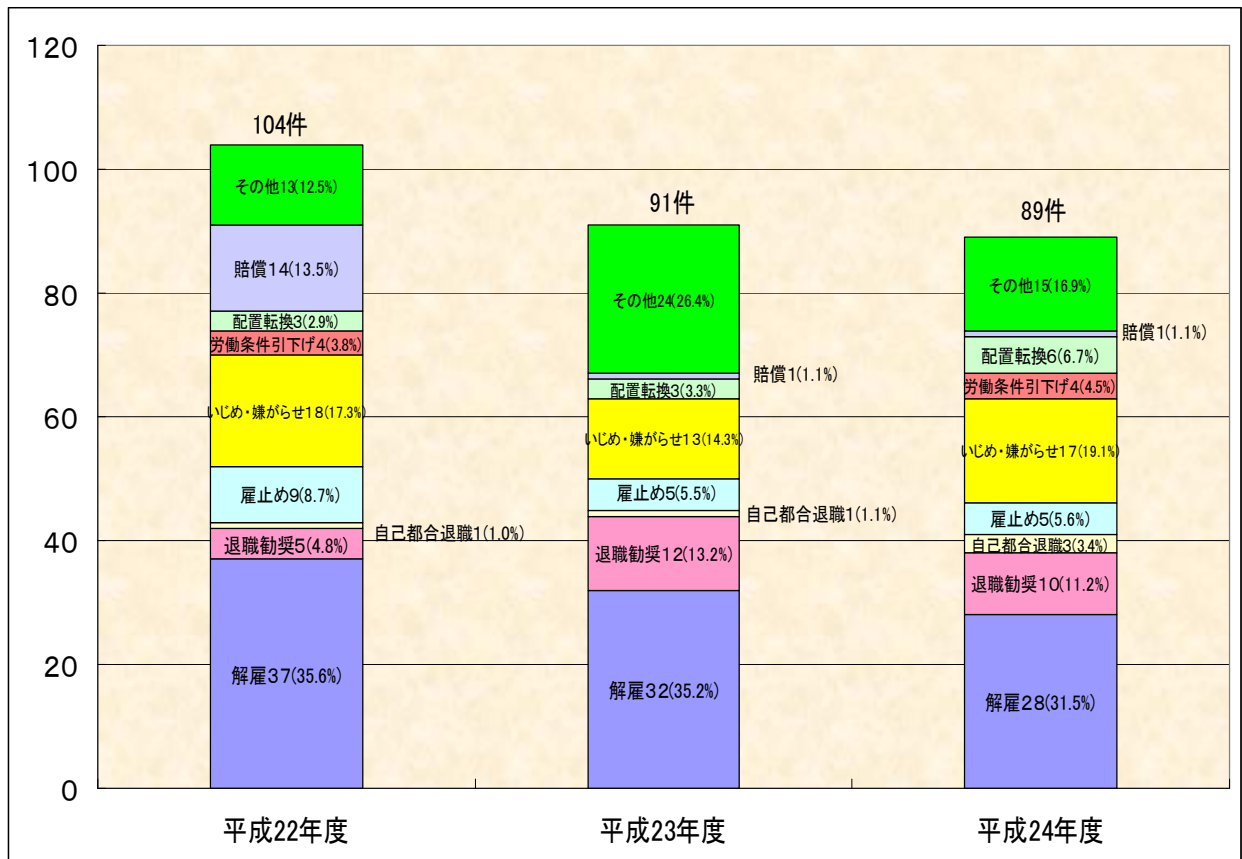 120
100
80
60
40
20
0
104件
その他13(12.5%)
賠償14(13.5%)
配置転換3(2.9%)
労働条件引下げ4(3.8%)
いじめ・嫌がらせ18(17.3%)
雇止め9(8.7%)
自己都合退職1(1.0%)
退職勧奨5(4.8%)
解雇37(35.6%)
平成22年度
91件
その他24(26.4%)
賠償1(1.1%)
配置転換3(3.3%)
いじめ・嫌がらせ13(14.3%)
雇止め5(5.5%)
自己都合退職1(1.1%)
退職勧奨12(13.2%)
解雇32(35.2%)
平成23年度
89件
その他15(16.9%)
賠償1(1.1%)
配置転換6(6.7%)
労働条件引下げ4(4.5%)
いじめ・嫌がらせ17(19.1%)
雇止め5(5.6%)
自己都合退職3(3.4%)
退職勧奨10(11.2%)
解雇28(31.5%)
平成24年度